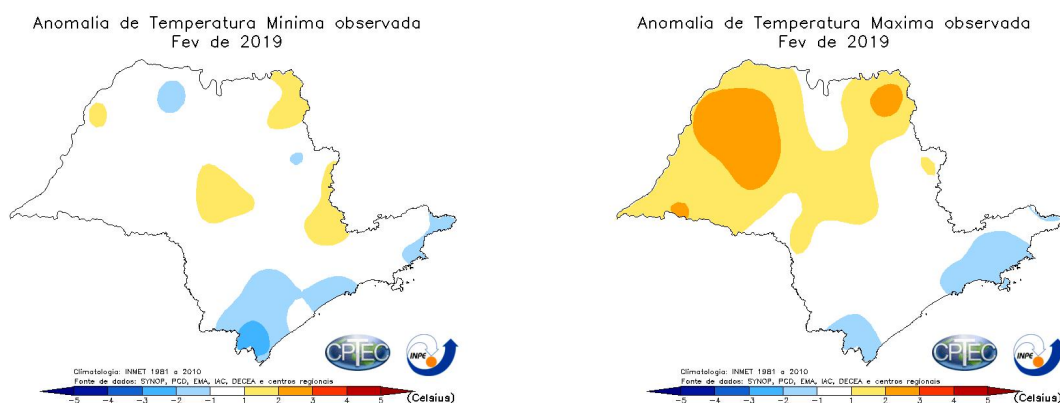 Anomalia de Temperatura Minima observada
Fev de 2019
CPTEC
INPE
Climatologia: INMET 1981 a 2010
Fonte de dados: SYNOP, PCD, EMA, IAC, DECEA e centros regionais
-5 -4 -3 -2 -1 1 2 3 4 5 (Celsius)
Anomalia de Temperatura Maxima observada
Fev de 2019
CPTEC
INPE
Climatologia: INMET 1981 a 2010
Fonte de dados: SYNOP, PCD, EMA, IAC, DECEA e centros regionais
-5 -4 -3 -2 -1 1 2 3 4 5 (Celsius)